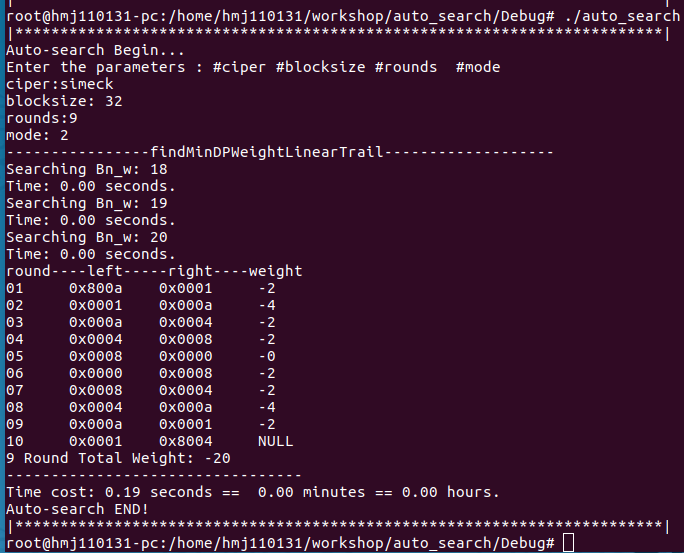 root@hmj110131-pc:/home/hmj110131/workshop/auto_search/Debug# ./auto_search
|************************************************************************|
Auto-search Begin...
Enter the parameters : #ciper #blocksize #rounds  #mode
ciper:simeck
blocksize: 32
rounds:9
mode: 2
----------------findMinDPWeightLinearTrail-------------------
Searching Bn_w: 18
Time: 0.00 seconds.
Searching Bn_w: 19
Time: 0.00 seconds.
Searching Bn_w: 20
Time: 0.00 seconds.
round----left-----right----weight
01     0x800a    0x0001     -2
02     0x0001    0x000a     -4
03     0x000a    0x0004     -2
04     0x0004    0x0008     -2
05     0x0008    0x0000     -0
06     0x0000    0x0008     -2
07     0x0008    0x0004     -2
08     0x0004    0x000a     -4
09     0x000a    0x0001     -2
10     0x0001    0x8004     NULL
9 Round Total Weight: -20
---------------------------------
Time cost: 0.19 seconds ==  0.00 minutes == 0.00 hours.
Auto-search END!
|************************************************************************|
root@hmj110131-pc:/home/hmj110131/workshop/auto_search/Debug#